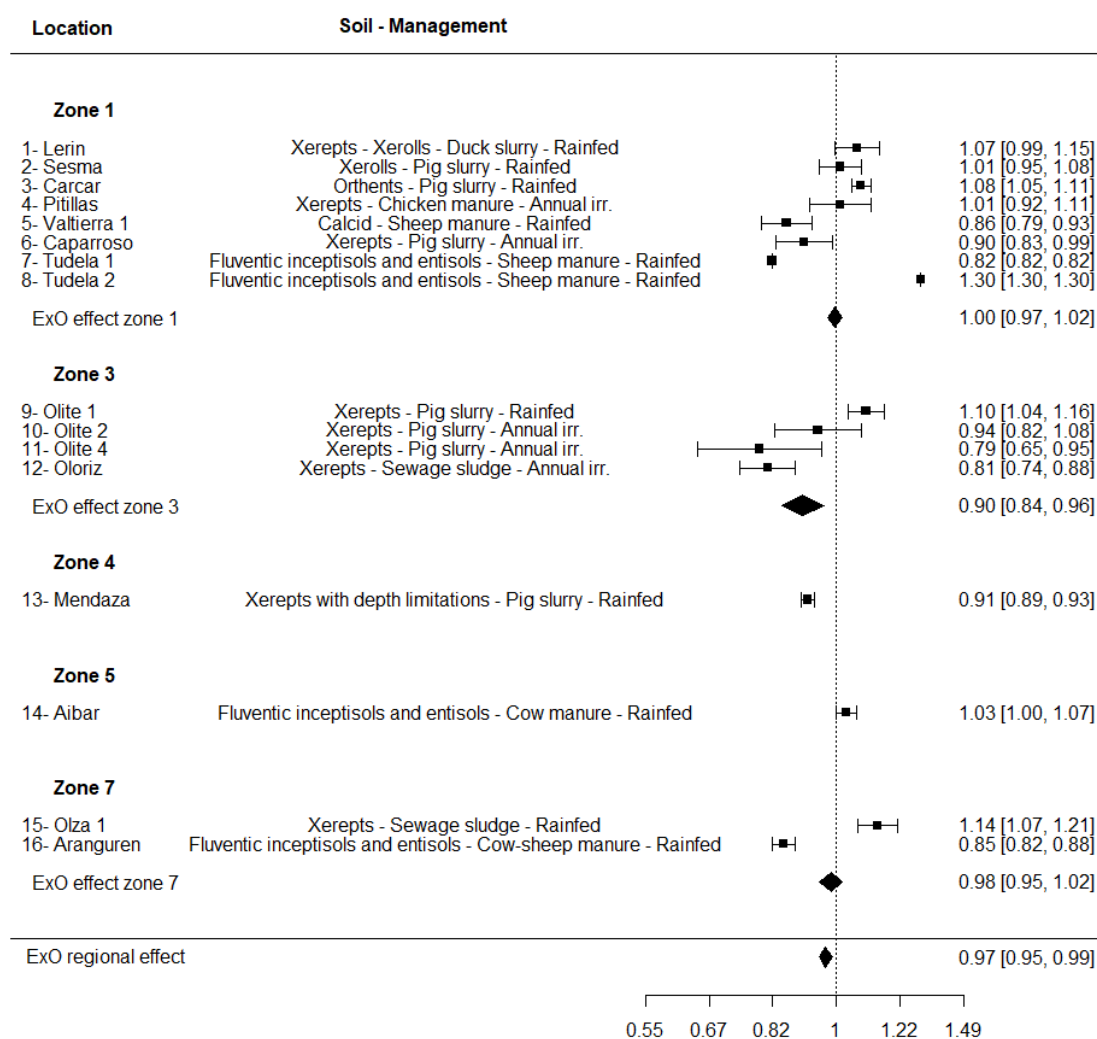 Location Soil - Management
Zone 1
1- Lerin Xerepts - Xerolls - Duck slurry - Rainfed 1.07 [0.99, 1.15]
2- Sesma Xerolls - Pig slurry - Rainfed 1.01 [0.95, 1.08]
3- Carcar Orthents - Pig slurry - Rainfed 1.08 [1.05, 1.11]
4- Pitillas Xerepts - Chicken manure - Annual irr. 1.01 [0.92, 1.11]
5- Valtierra 1 Calcid - Sheep manure - Rainfed 0.86 [0.79, 0.93]
6- Caparroso Xerepts - Pig slurry - Annual irr. 0.90 [0.83, 0.99]
7- Tudela 1 Fluventic inceptisols and entisols - Sheep manure - Rainfed 0.82 [0.82, 0.82]
8- Tudela 2 Fluventic inceptisols and entisols - Sheep manure - Rainfed 1.30 [1.30, 1.30]
ExO effect zone 1 1.00 [0.97, 1.02]
Zone 3
9- Olite 1 Xerepts - Pig slurry - Rainfed 1.10 [1.04, 1.16]
10- Olite 2 Xerepts - Pig slurry - Annual irr. 0.94 [0.82, 1.08]
11- Olite 4 Xerepts - Pig slurry - Annual irr. 0.79 [0.65, 0.95]
12- Oloriz Xerepts - Sewage sludge - Annual irr. 0.81 [0.74, 0.88]
ExO effect zone 3 0.90 [0.84, 0.96]
Zone 4
13- Mendaza Xerepts with depth limitations - Pig slurry - Rainfed 0.91 [0.89, 0.93]
Zone 5
14- Aibar Fluventic inceptisols and entisols - Cow manure - Rainfed 1.03 [1.00, 1.07]
Zone 7
15- Olza 1 Xerepts - Sewage sludge - Rainfed 1.14 [1.07, 1.21]
16- Aranguren Fluventic inceptisols and entisols - Cow-sheep manure - Rainfed 0.85 [0.82, 0.88]
ExO effect zone 7 0.98 [0.95, 1.02]
ExO regional effect 0.97 [0.95, 0.99]
0.55 0.67 0.82 1 1.22 1.49